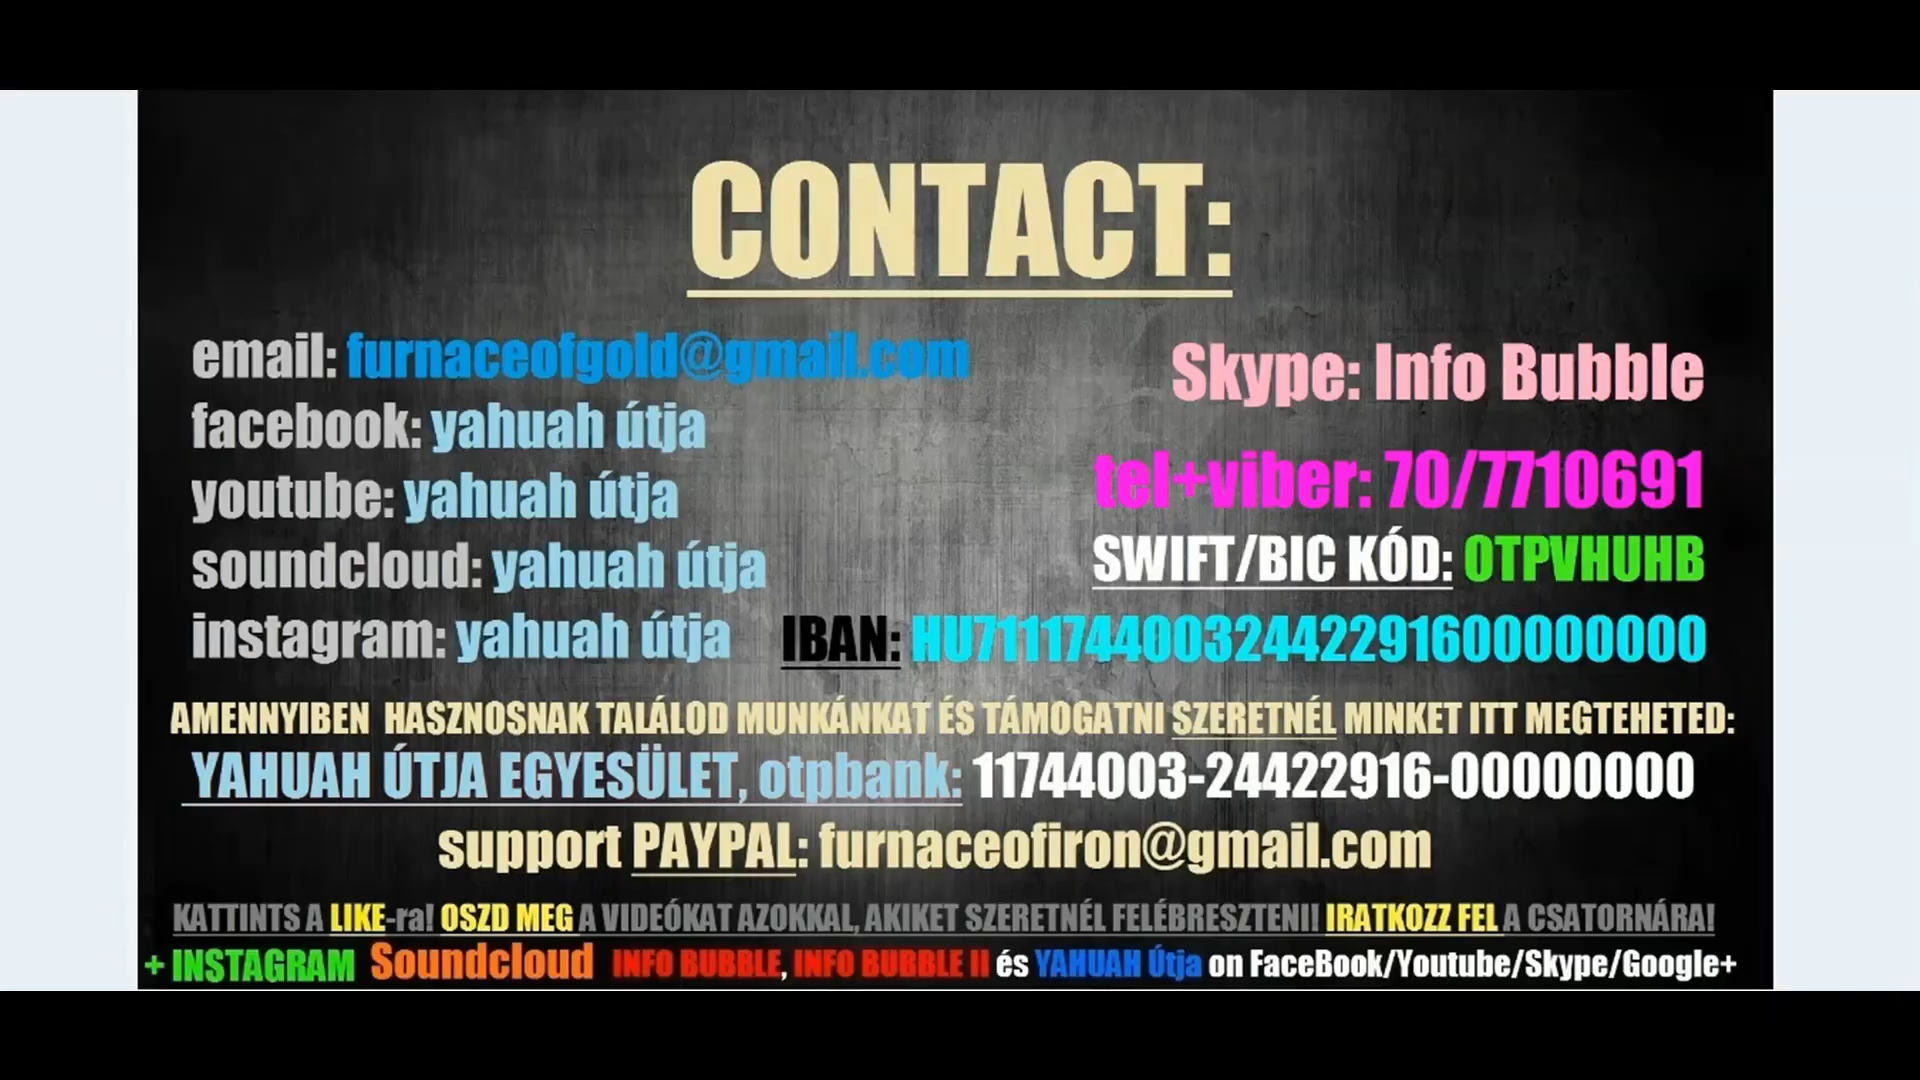 CONTACT:
email: furnaceofgold@gmail.com
facebook: yahuah útja
youtube: yahuah útja
soundcloud: yahuah útja
instagram: yahuah útja
Skype: Info Bubble
tel+viber: 70/7710691
SWIFT/BIC KÓD: OTPVHUHB
IBAN: HU71117440032442291600000000
AMENNYIBEN HASZNOSNAK TALÁLOD MUNKÁNKAT ÉS TÁMOGATNI SZERETNÉL MINKET ITT MEGTEHETED:
YAHUAH ÚTJA EGYESÜLET, otpbank: 11744003-24422916-00000000
support PAYPAL: furnaceofiron@gmail.com
KATTINTS A LIKE-ra! OSZD MEG A VIDEÓKAT AZOKKAL, AKIKET SZERETNÉL FELÉBRESZTENI! IRATKOZZ FEL A CSATORNÁRA!
+ INSTAGRAM Soundcloud INFO BUBBLE, INFO BUBBLE II és YAHUAH Útja on FaceBook/Youtube/Skype/Google+